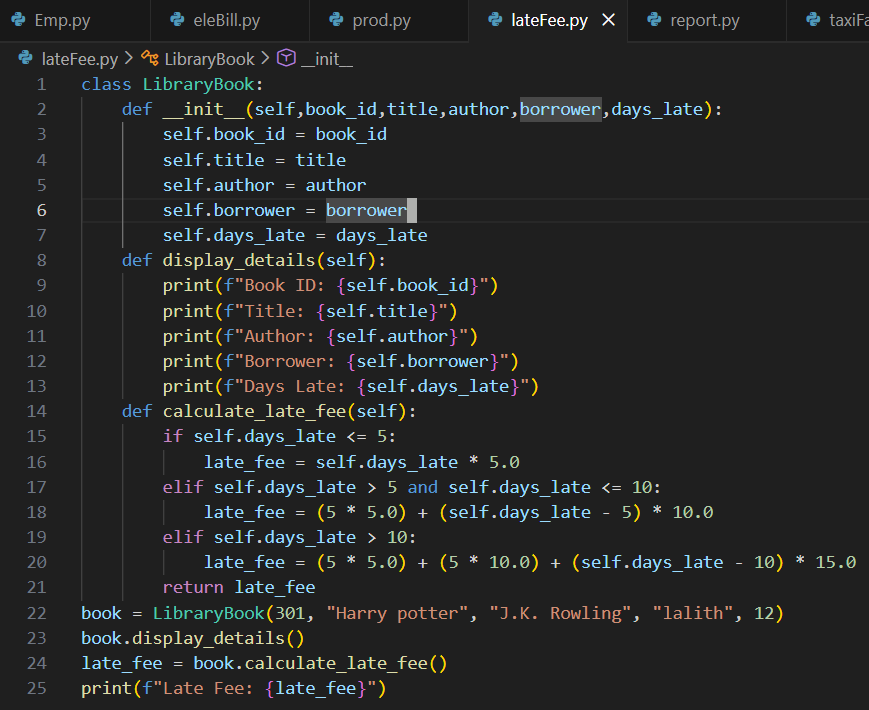 Emp.py eleBill.py prod.py lateFee.py × report.py taxiFa
lateFee.py > LibraryBook > __init__
1 class LibraryBook:
2     def __init__(self,book_id,title,author,borrower,days_late):
3         self.book_id = book_id
4         self.title = title
5         self.author = author
6         self.borrower = borrower
7         self.days_late = days_late
8     def display_details(self):
9         print(f"Book ID: {self.book_id}")
10         print(f"Title: {self.title}")
11         print(f"Author: {self.author}")
12         print(f"Borrower: {self.borrower}")
13         print(f"Days Late: {self.days_late}")
14     def calculate_late_fee(self):
15         if self.days_late <= 5:
16             late_fee = self.days_late * 5.0
17         elif self.days_late > 5 and self.days_late <= 10:
18             late_fee = (5 * 5.0) + (self.days_late - 5) * 10.0
19         elif self.days_late > 10:
20             late_fee = (5 * 5.0) + (5 * 10.0) + (self.days_late - 10) * 15.0
21         return late_fee
22 book = LibraryBook(301, "Harry potter", "J.K. Rowling", "lalith", 12)
23 book.display_details()
24 late_fee = book.calculate_late_fee()
25 print(f"Late Fee: {late_fee}")